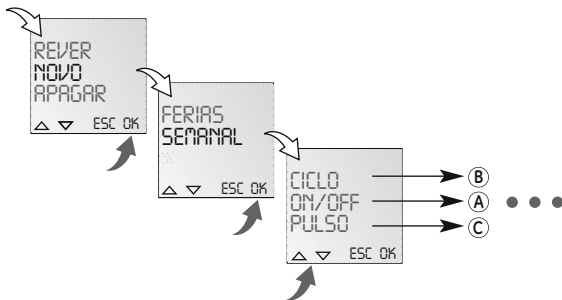 REVER
NOVO
APAGAR
△ ▽ ESC OK
FERIAS
SEMANAL
△ ▽ ESC OK
CICLO B
ON/OFF A
PULSO C
△ ▽ ESC OK